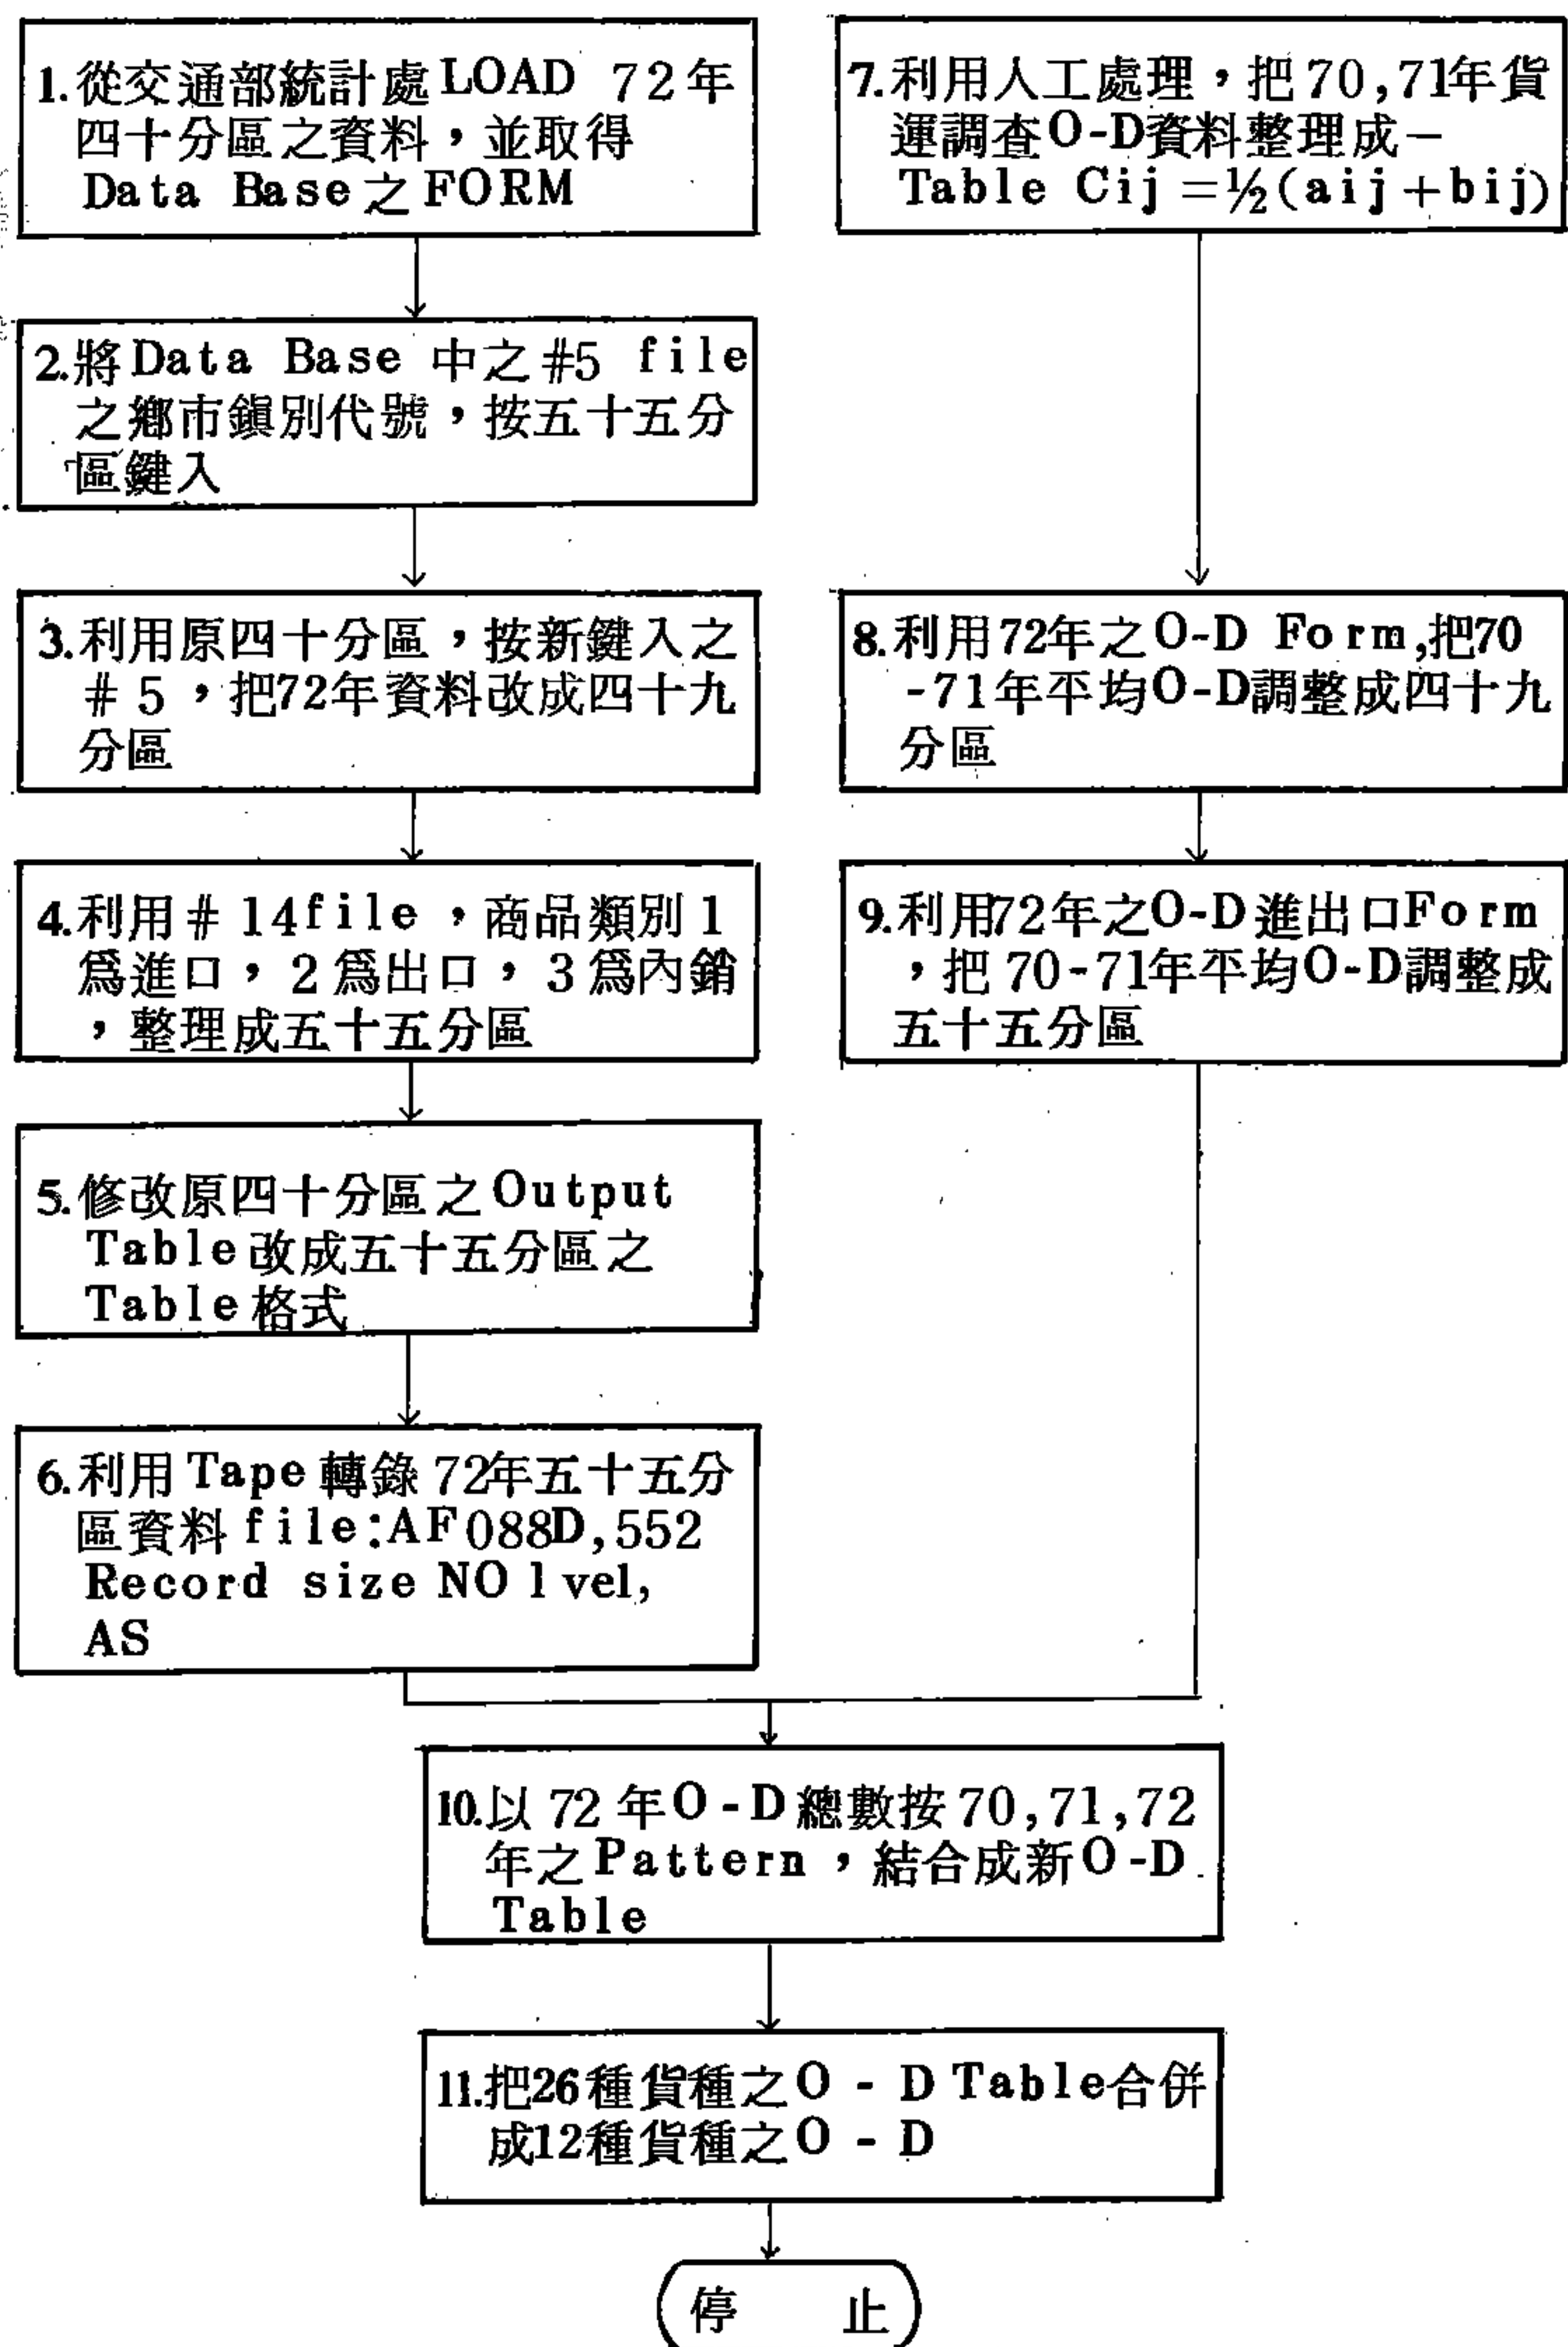 1.從交通部統計處LOAD 72年
四十分區之資料，並取得
Data Base之FORM
2.將Data Base 中之#5 file
之鄉市鎮別代號，按五十五分
區鍵入
3.利用原四十分區，按新鍵入之
#5，把72年資料改成四十九
分區
4.利用#14file，商品類別1
爲進口，2爲出口，3爲內銷
，整理成五十五分區
5.修改原四十分區之Output
Table改成五十五分區之
Table格式
6.利用Tape轉錄72年五十五分
區資料file:AF088D,552
Record size NO lvel,
AS
7.利用人工處理，把70,71年貨
運調查O-D資料整理成一
Table Cij=½(aij+bij)
8.利用72年之O-D Form,把70
-71年平均O-D調整成四十九
分區
9.利用72年之O-D進出口Form
，把70-71年平均O-D調整成
五十五分區
10.以72年O-D總數按70,71,72
年之Pattern，結合成新O-D
Table
11.把26種貨種之O-D Table合併
成12種貨種之O-D
停 止